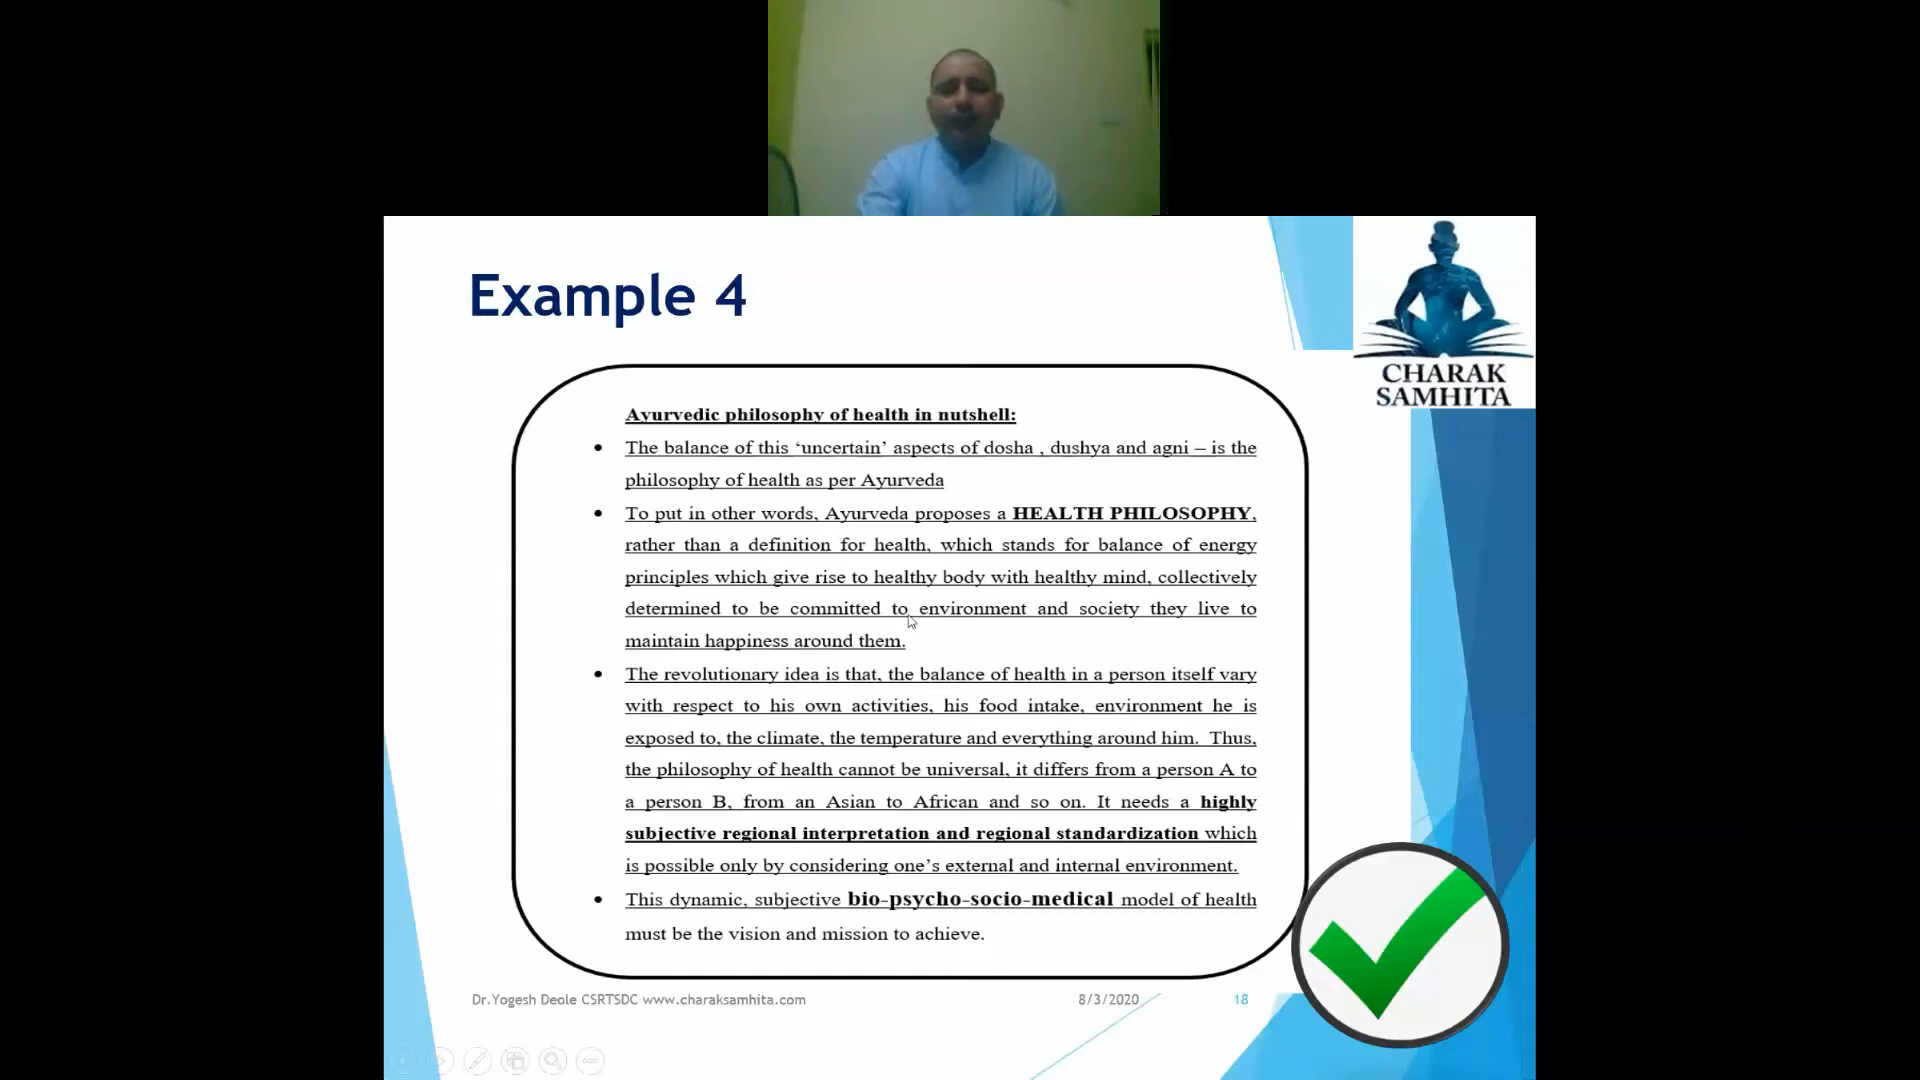 Example 4
CHARAK
SAMHITA
Ayurvedic philosophy of health in nutshell:
• The balance of this ‘uncertain’ aspects of dosha , dushya and agni – is the
philosophy of health as per Ayurveda
• To put in other words, Ayurveda proposes a HEALTH PHILOSOPHY,
rather than a definition for health, which stands for balance of energy
principles which give rise to healthy body with healthy mind, collectively
determined to be committed to environment and society they live to
maintain happiness around them.
• The revolutionary idea is that, the balance of health in a person itself vary
with respect to his own activities, his food intake, environment he is
exposed to, the climate, the temperature and everything around him. Thus,
the philosophy of health cannot be universal, it differs from a person A to
a person B, from an Asian to African and so on. It needs a highly
subjective regional interpretation and regional standardization which
is possible only by considering one’s external and internal environment.
• This dynamic, subjective bio-psycho-socio-medical model of health
must be the vision and mission to achieve.
Dr.Yogesh Deole CSRTSDC www.charaksamhita.com 8/3/2020 18